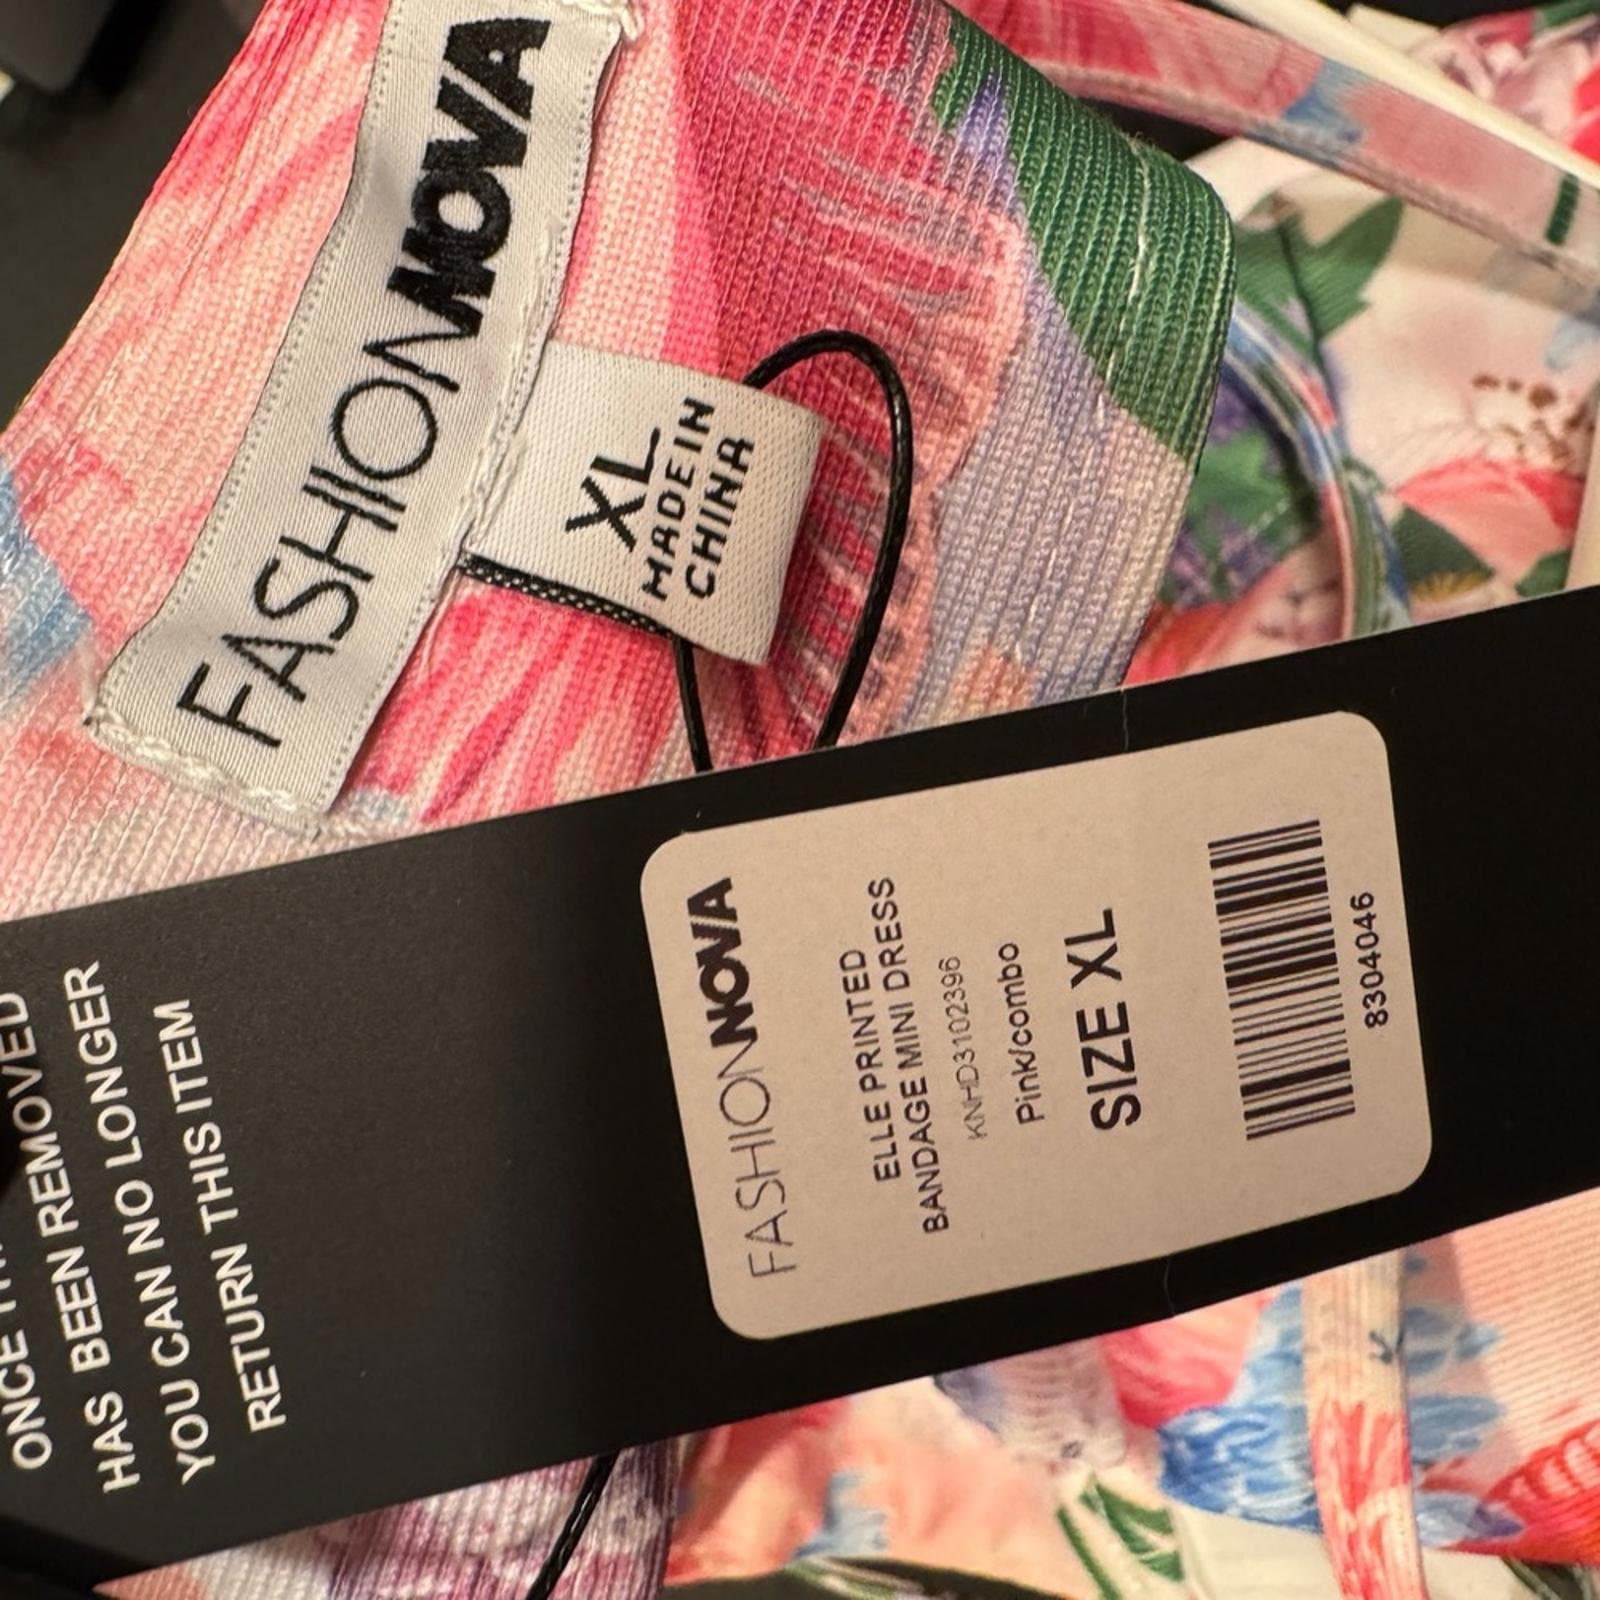 FASHIONNOVA
XL
MADE IN
CHINA
ONCE
HAS BEEN REMOVED
YOU CAN NO LONGER
RETURN THIS ITEM
FASHIONNOVA
ELLE PRINTED
BANDAGE MINI DRESS
KNHD3102396
Pink/combo
SIZE XL
8304046